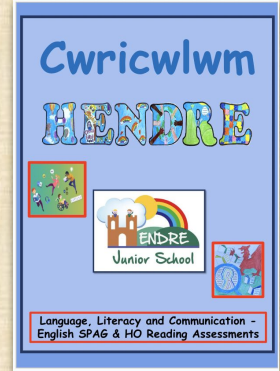 Cwricwlwm
HENDRE
HENDRE
Junior School
Language, Literacy and Communication -
English SPAG & HO Reading Assessments